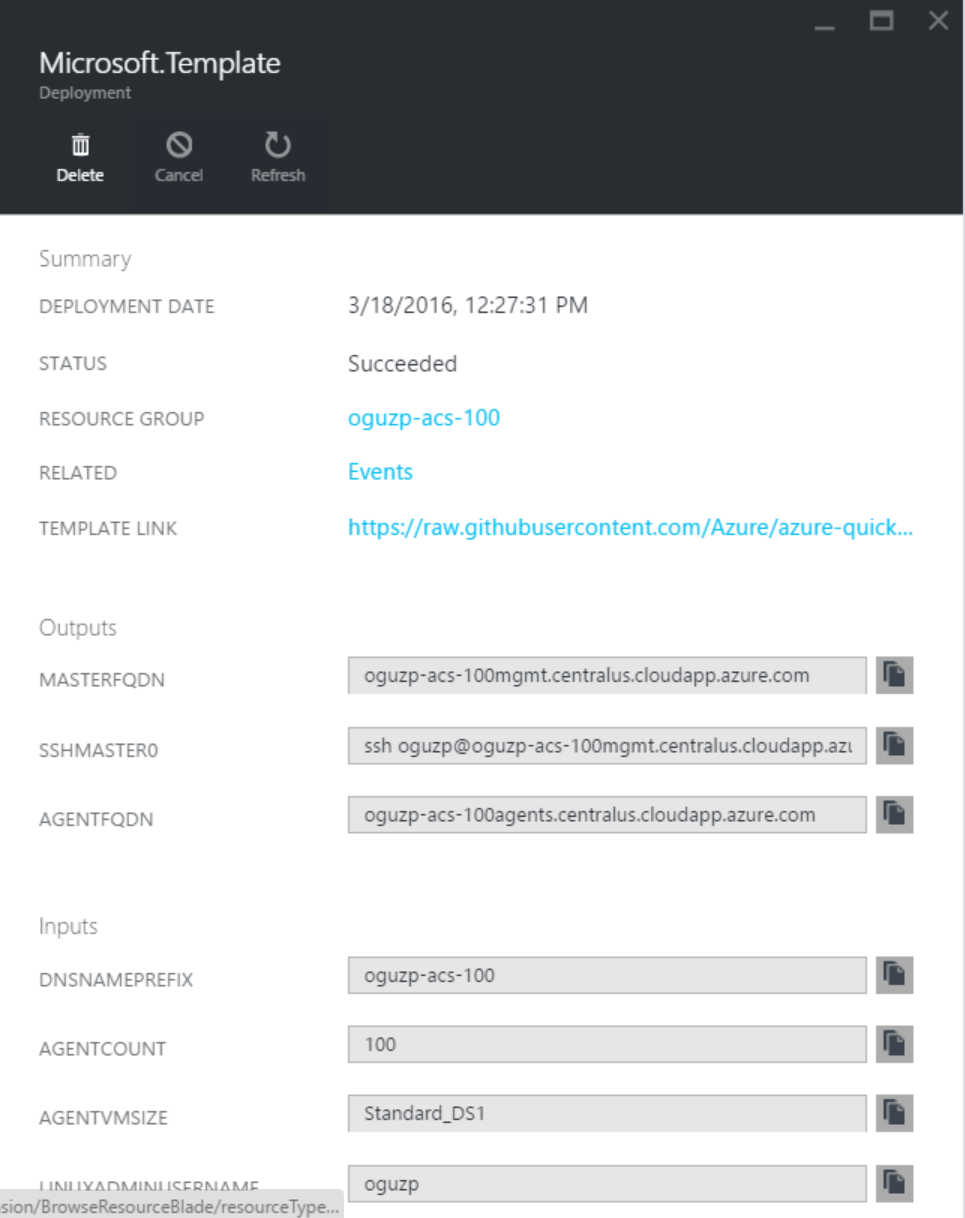 Microsoft.Template
Deployment
Delete Cancel Refresh
Summary
DEPLOYMENT DATE 3/18/2016, 12:27:31 PM
STATUS Succeeded
RESOURCE GROUP oguzp-acs-100
RELATED Events
TEMPLATE LINK https://raw.githubusercontent.com/Azure/azure-quick...
Outputs
MASTERFQDN oguzp-acs-100mgmt.centralus.cloudapp.azure.com
SSHMASTER0 ssh oguzp@oguzp-acs-100mgmt.centralus.cloudapp.azu
AGENTFQDN oguzp-acs-100agents.centralus.cloudapp.azure.com
Inputs
DNSNAMEPREFIX oguzp-acs-100
AGENTCOUNT 100
AGENTVMSIZE Standard_DS1
LINUXADMINUSERNAME oguzp
sion/BrowseResourceBlade/resourceType...